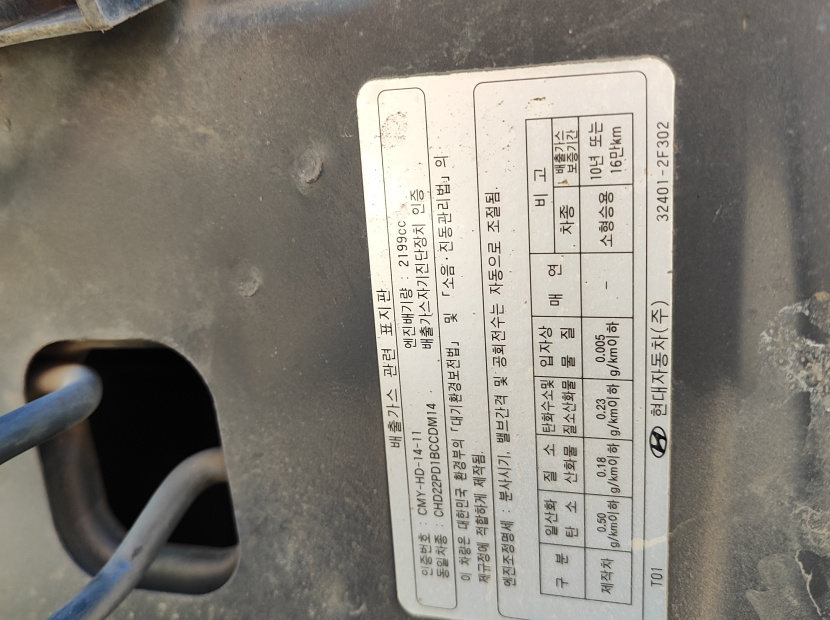 배출가스 관련 표지판
인증번호 : CMY-HD-14-11 엔진배기량 : 2199cc
동일차종 : CHD22PD1BCCDM14 배출가스자기진단장치 인증
이 차량은 대한민국 환경부의 「대기환경보전법」 및 「소음·진동관리법」의
제규정에 적합하게 제작됨.
엔진조정명세 : 분사시기, 밸브간격 및 공회전수는 자동으로 조절됨.
구 분 일산화탄소 질소산화물 탄화수소및질소산화물 입자상물질 매 연 비 고
차종 배출가스보증기간
제작차 0.50g/km이하 0.18g/km이하 0.23g/km이하 0.005g/km이하 - 소형승용 10년 또는 16만km
T01 현대자동차(주) 32401-2F302